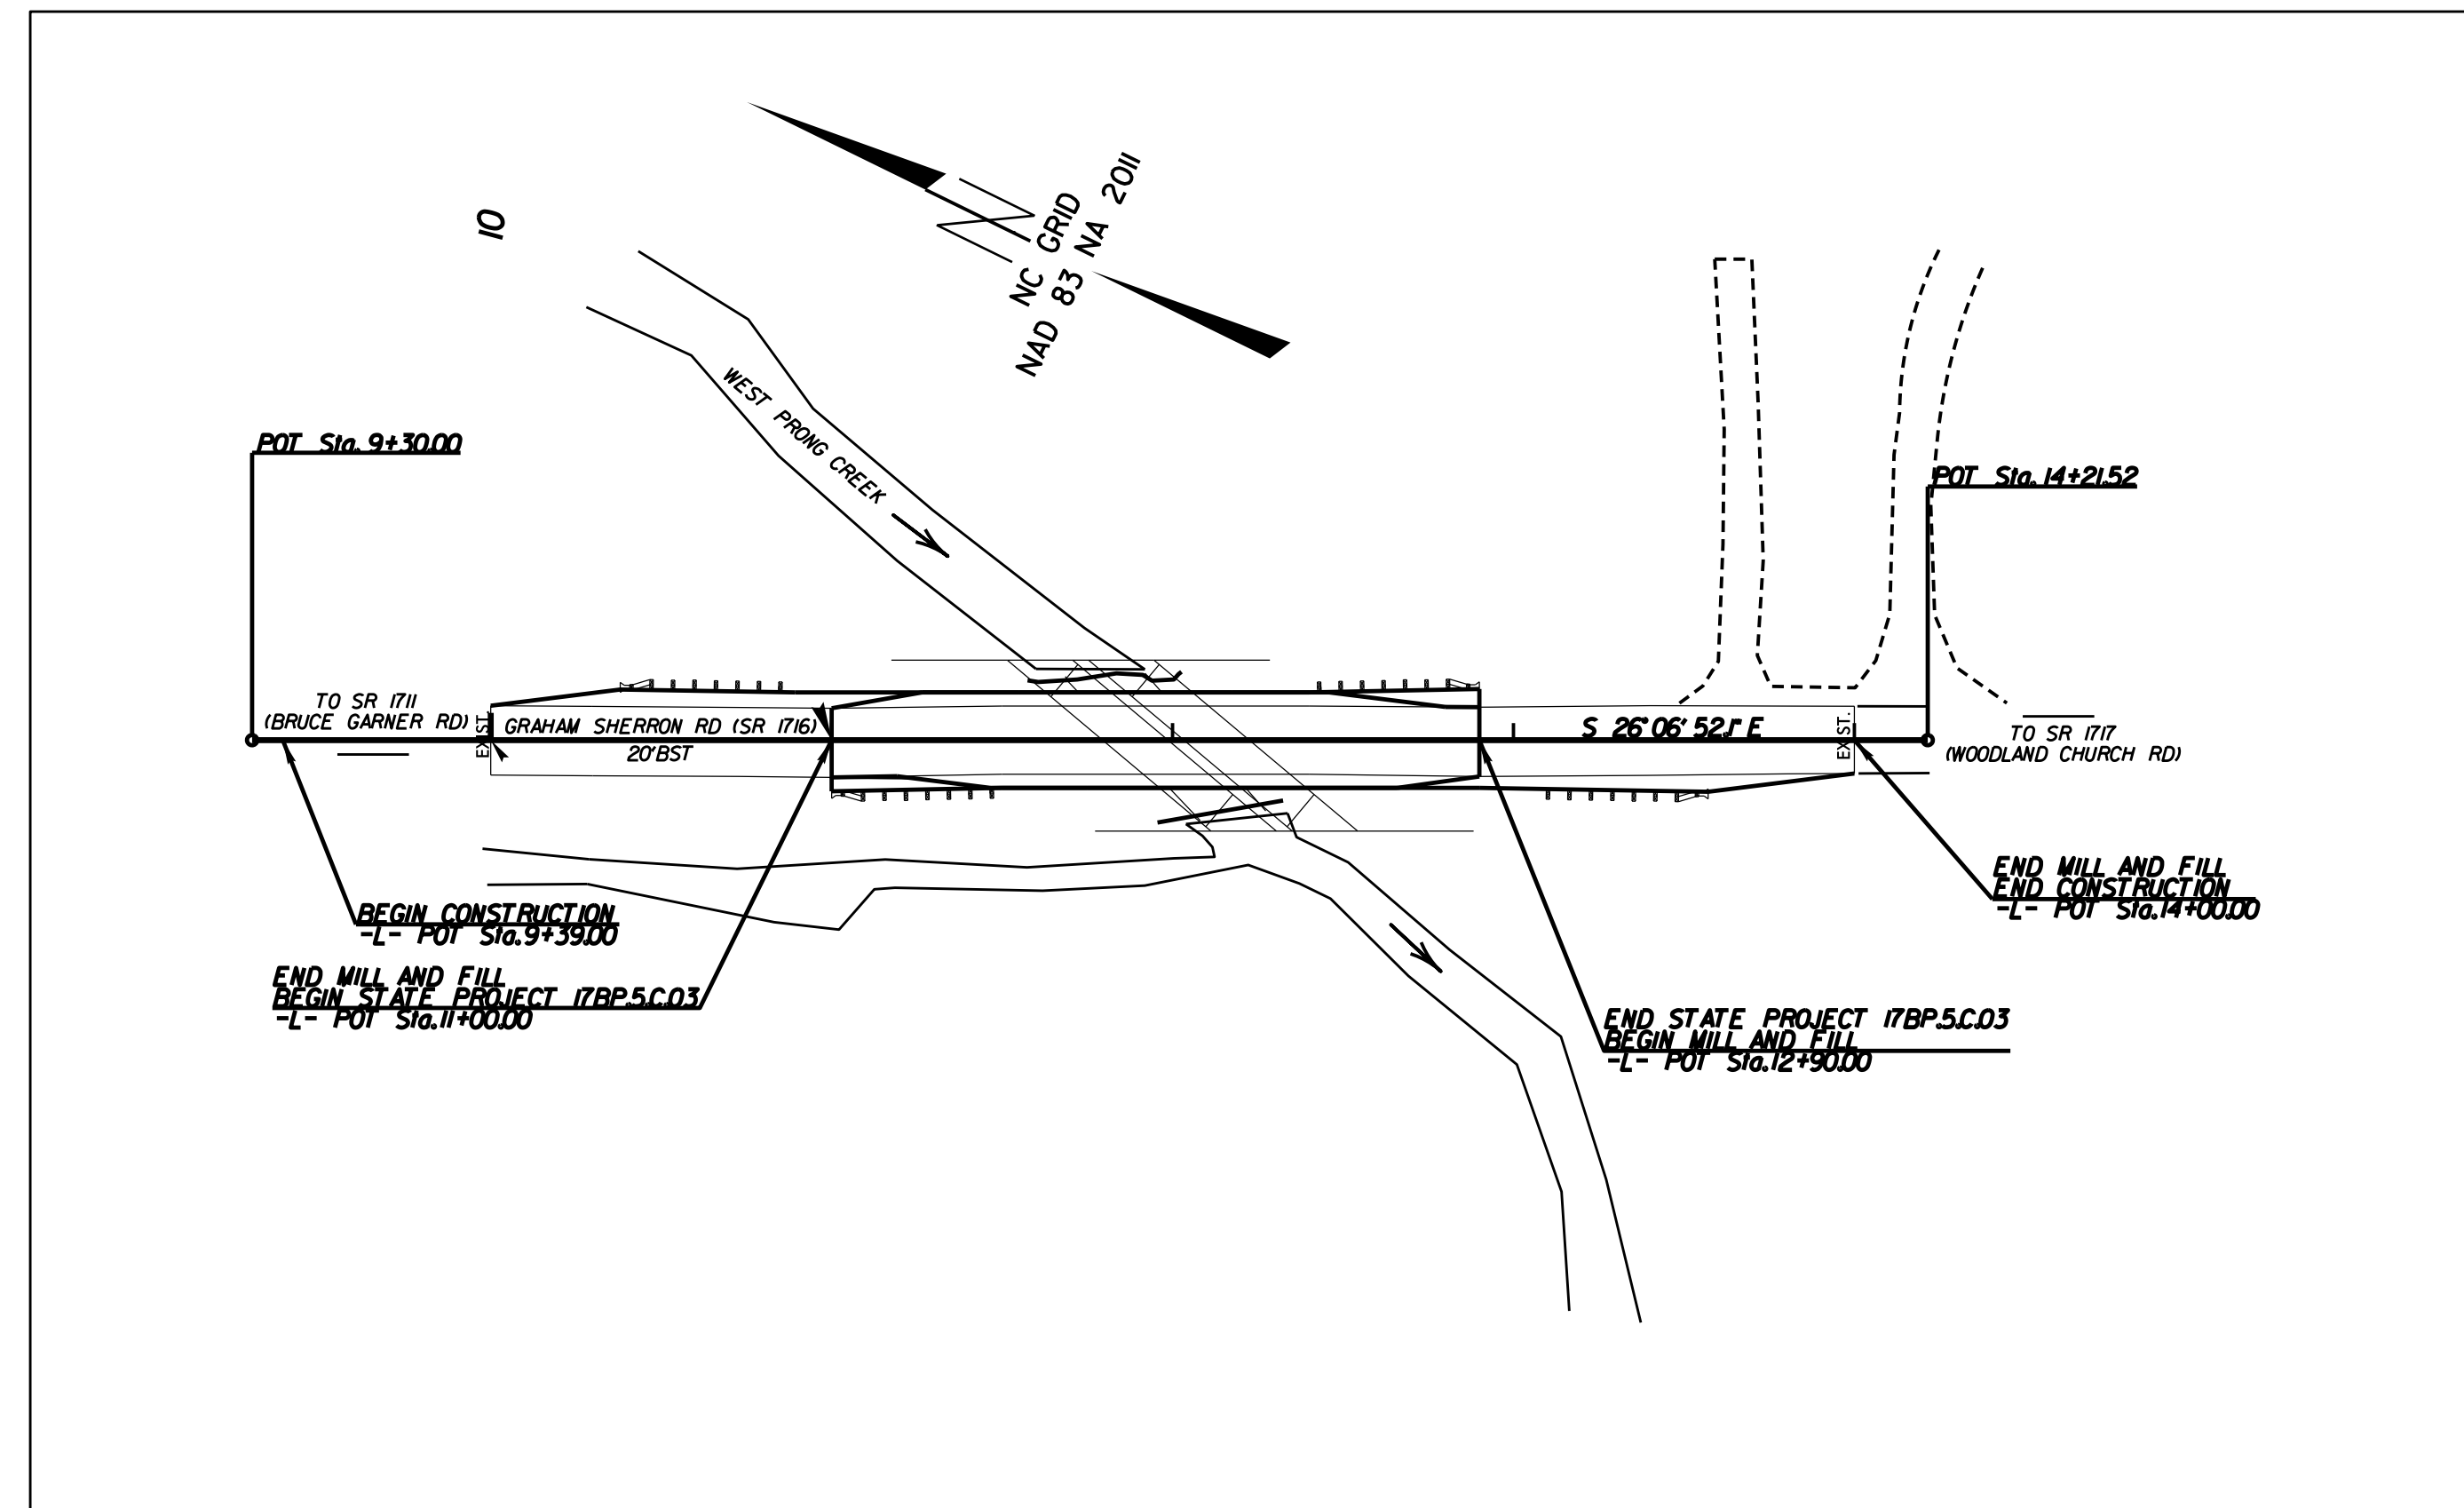 10
NC GRID
NAD 83 NA 2011
WEST PRONG CREEK
POT Sta. 9+30.00
POT Sta. 14+21.52
TO SR 1711
(BRUCE GARNER RD)
EXIST.
GRAHAM SHERRON RD (SR 1716)
20' BST
S 26° 06' 52.1" E
EXIST.
TO SR 1717
(WOODLAND CHURCH RD)
BEGIN CONSTRUCTION
-L- POT Sta. 9+39.00
END MILL AND FILL
BEGIN STATE PROJECT 17BP.5.C.03
-L- POT Sta. 11+00.00
END MILL AND FILL
END CONSTRUCTION
-L- POT Sta. 14+00.00
END STATE PROJECT 17BP.5.C.03
BEGIN MILL AND FILL
-L- POT Sta. 12+90.00